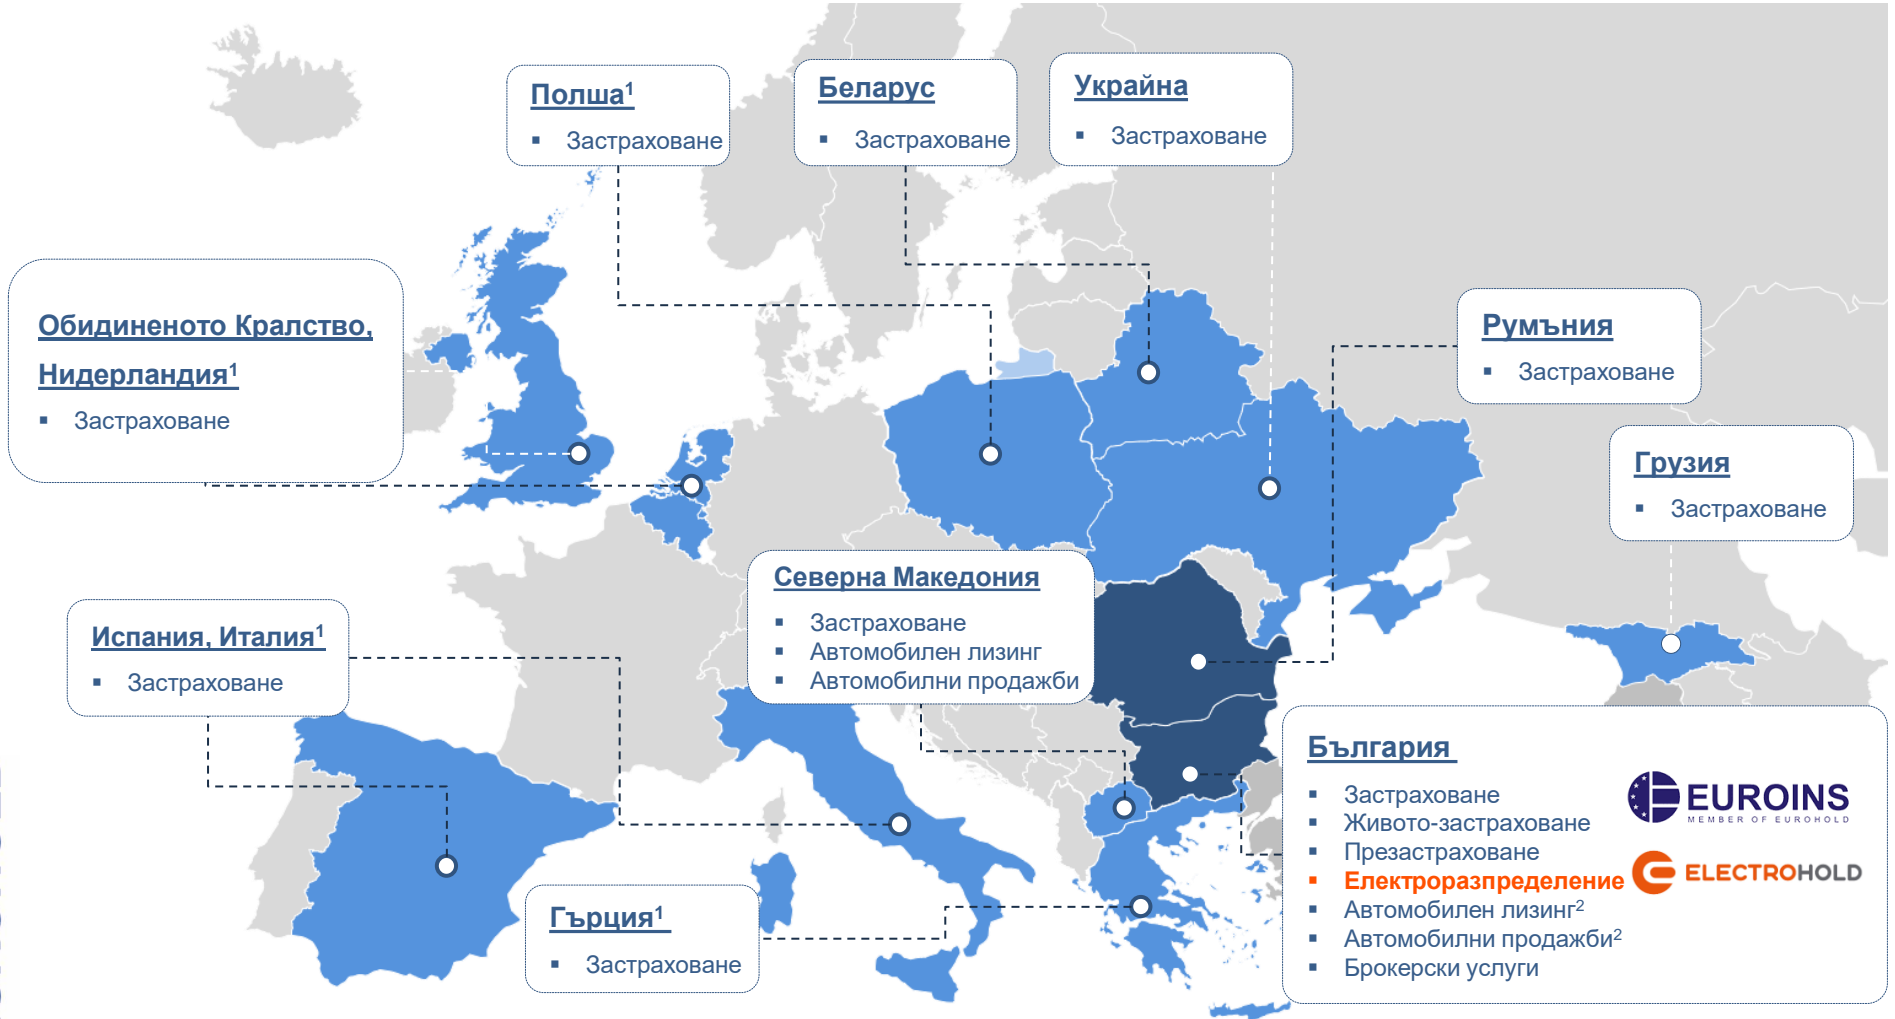 Полша¹
▪ Застраховане
Беларус
▪ Застраховане
Украйна
▪ Застраховане
Обидиненото Кралство,
Нидерландия¹
▪ Застраховане
Румъния
▪ Застраховане
Грузия
▪ Застраховане
Северна Македония
▪ Застраховане
▪ Автомобилен лизинг
▪ Автомобилни продажби
Испания, Италия¹
▪ Застраховане
Гърция¹
▪ Застраховане
България
▪ Застраховане
▪ Живото-застраховане
▪ Презастраховане
▪ Електроразпределение
▪ Автомобилен лизинг²
▪ Автомобилни продажби²
▪ Брокерски услуги
EUROINS
MEMBER OF EUROHOLD
ELECTROHOLD